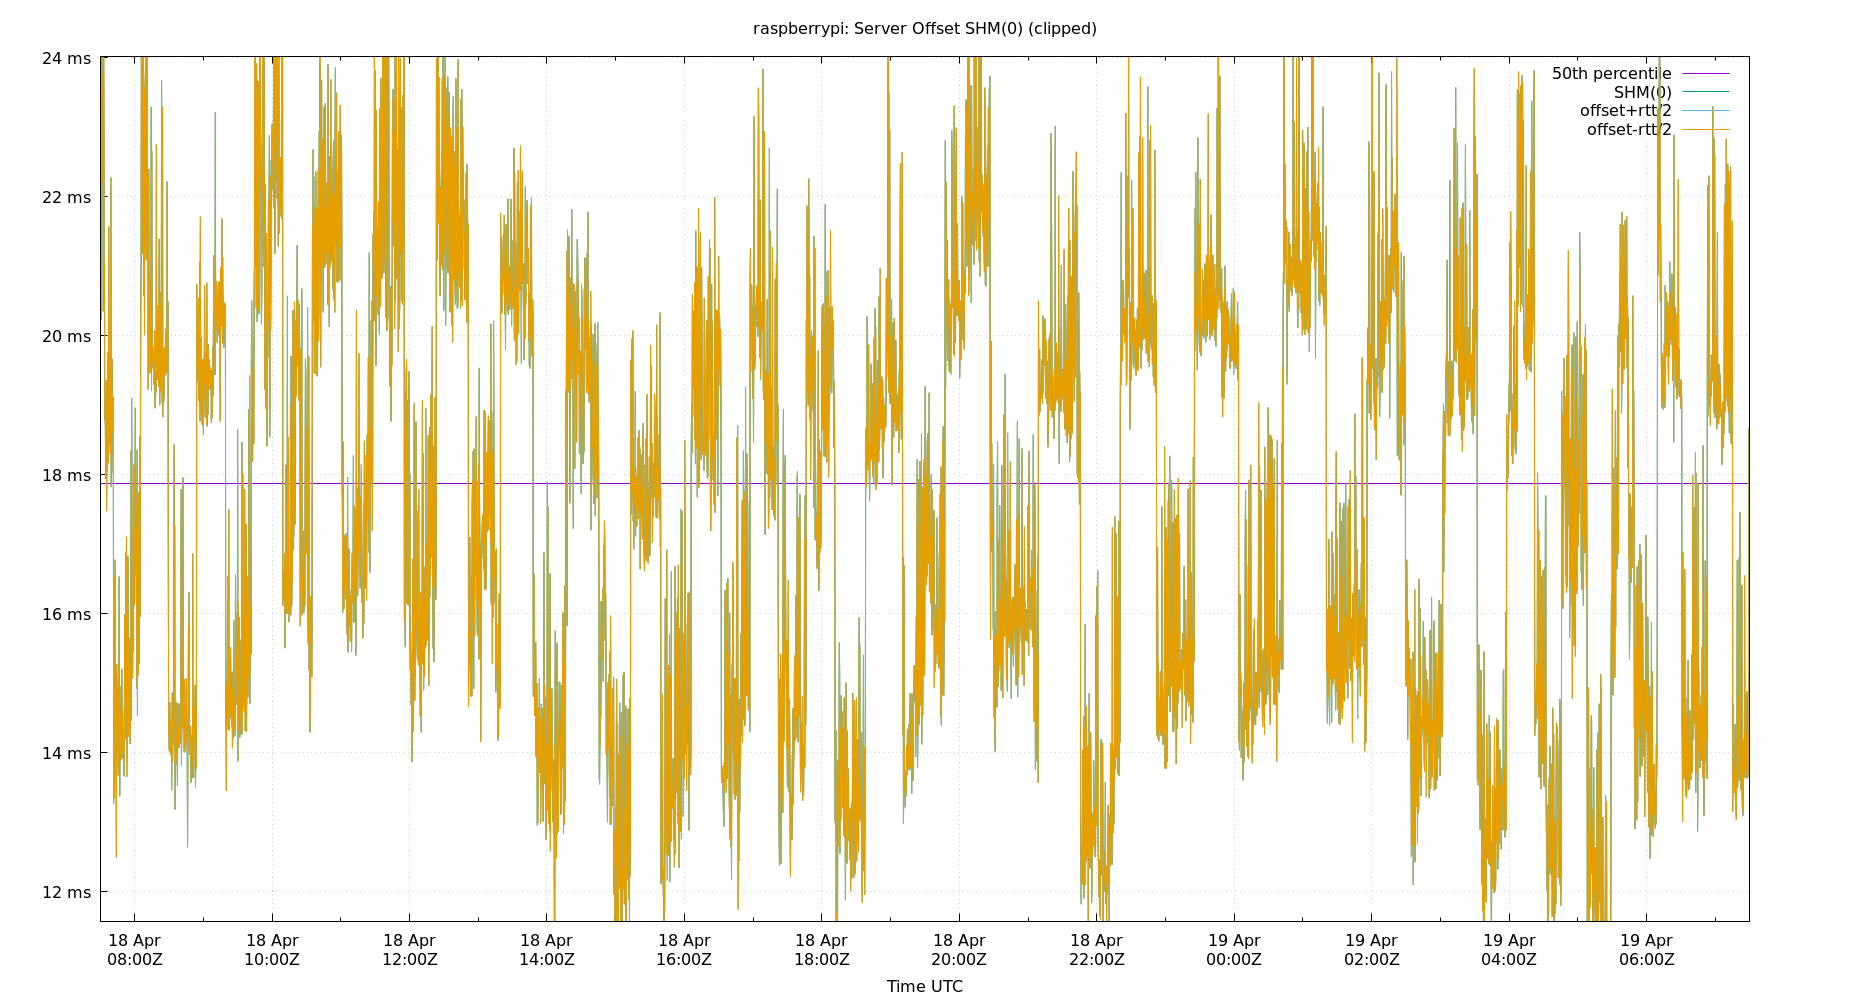 raspberrypi: Server Offset SHM(0) (clipped)
24 ms
22 ms
20 ms
18 ms
16 ms
14 ms
12 ms
50th percentile
SHM(0)
offset+rtt/2
offset-rtt/2
18 Apr 18 Apr 18 Apr 18 Apr 18 Apr 18 Apr 18 Apr 18 Apr 19 Apr 19 Apr 19 Apr 19 Apr
08:00Z 10:00Z 12:00Z 14:00Z 16:00Z 18:00Z 20:00Z 22:00Z 00:00Z 02:00Z 04:00Z 06:00Z
Time UTC